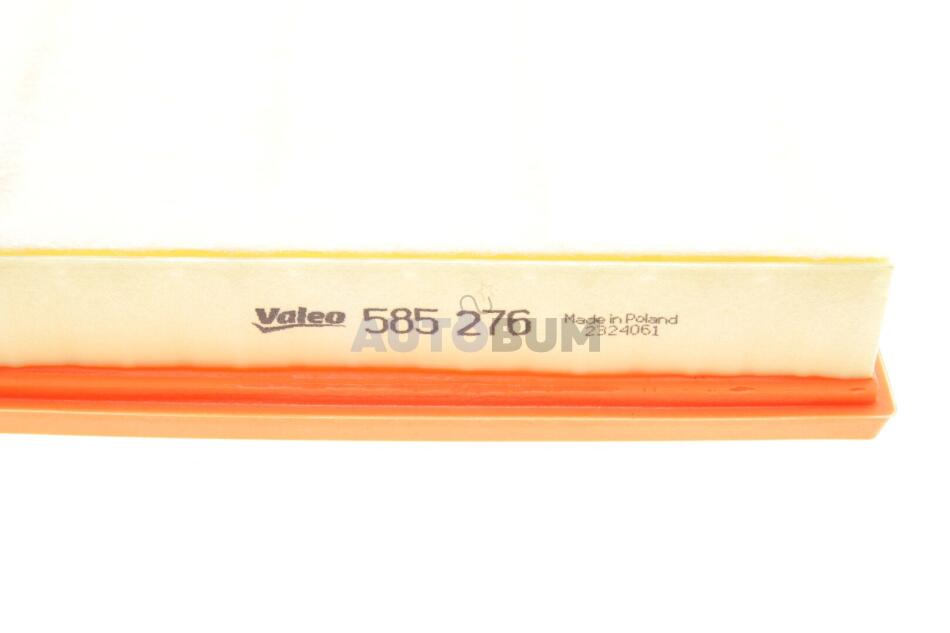 Valeo 585 276 Made in Poland
2324061
AUTOBUM